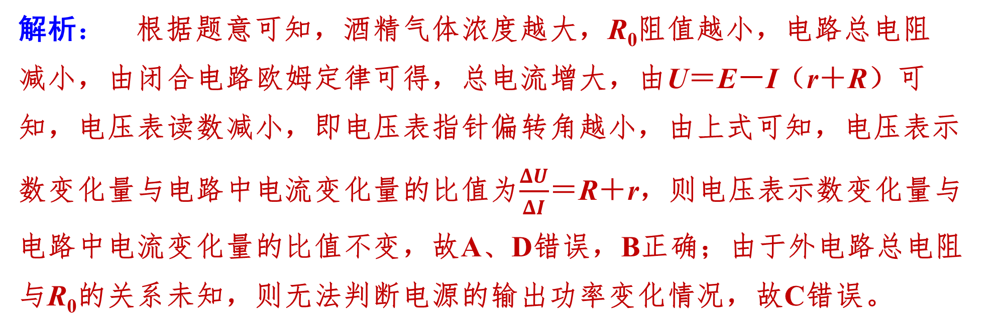 解析： 根据题意可知，酒精气体浓度越大，R₀阻值越小，电路总电阻
减小，由闭合电路欧姆定律可得，总电流增大，由U＝E－I（r＋R）可
知，电压表读数减小，即电压表指针偏转角越小，由上式可知，电压表示
数变化量与电路中电流变化量的比值为ΔU/ΔI＝R＋r，则电压表示数变化量与
电路中电流变化量的比值不变，故A、D错误，B正确；由于外电路总电阻
与R₀的关系未知，则无法判断电源的输出功率变化情况，故C错误。